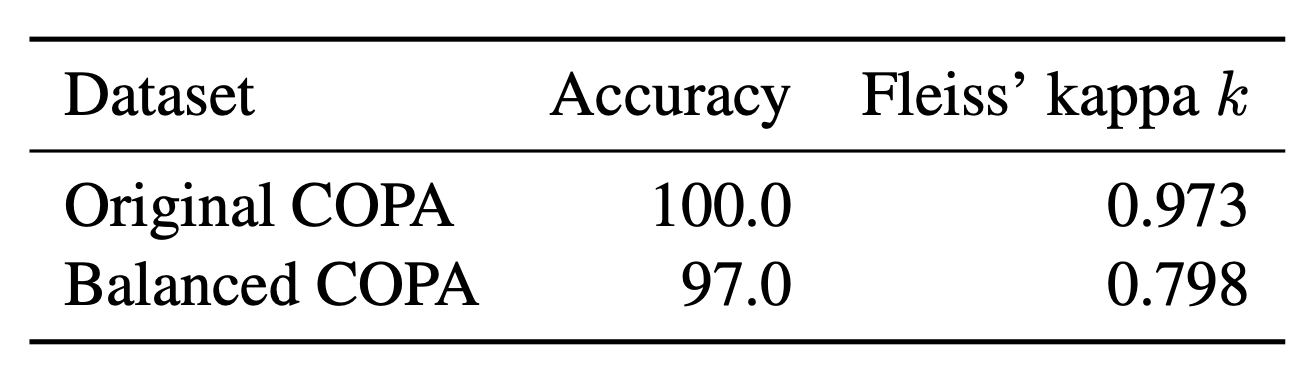 Dataset Accuracy Fleiss’ kappa k
Original COPA 100.0 0.973
Balanced COPA 97.0 0.798